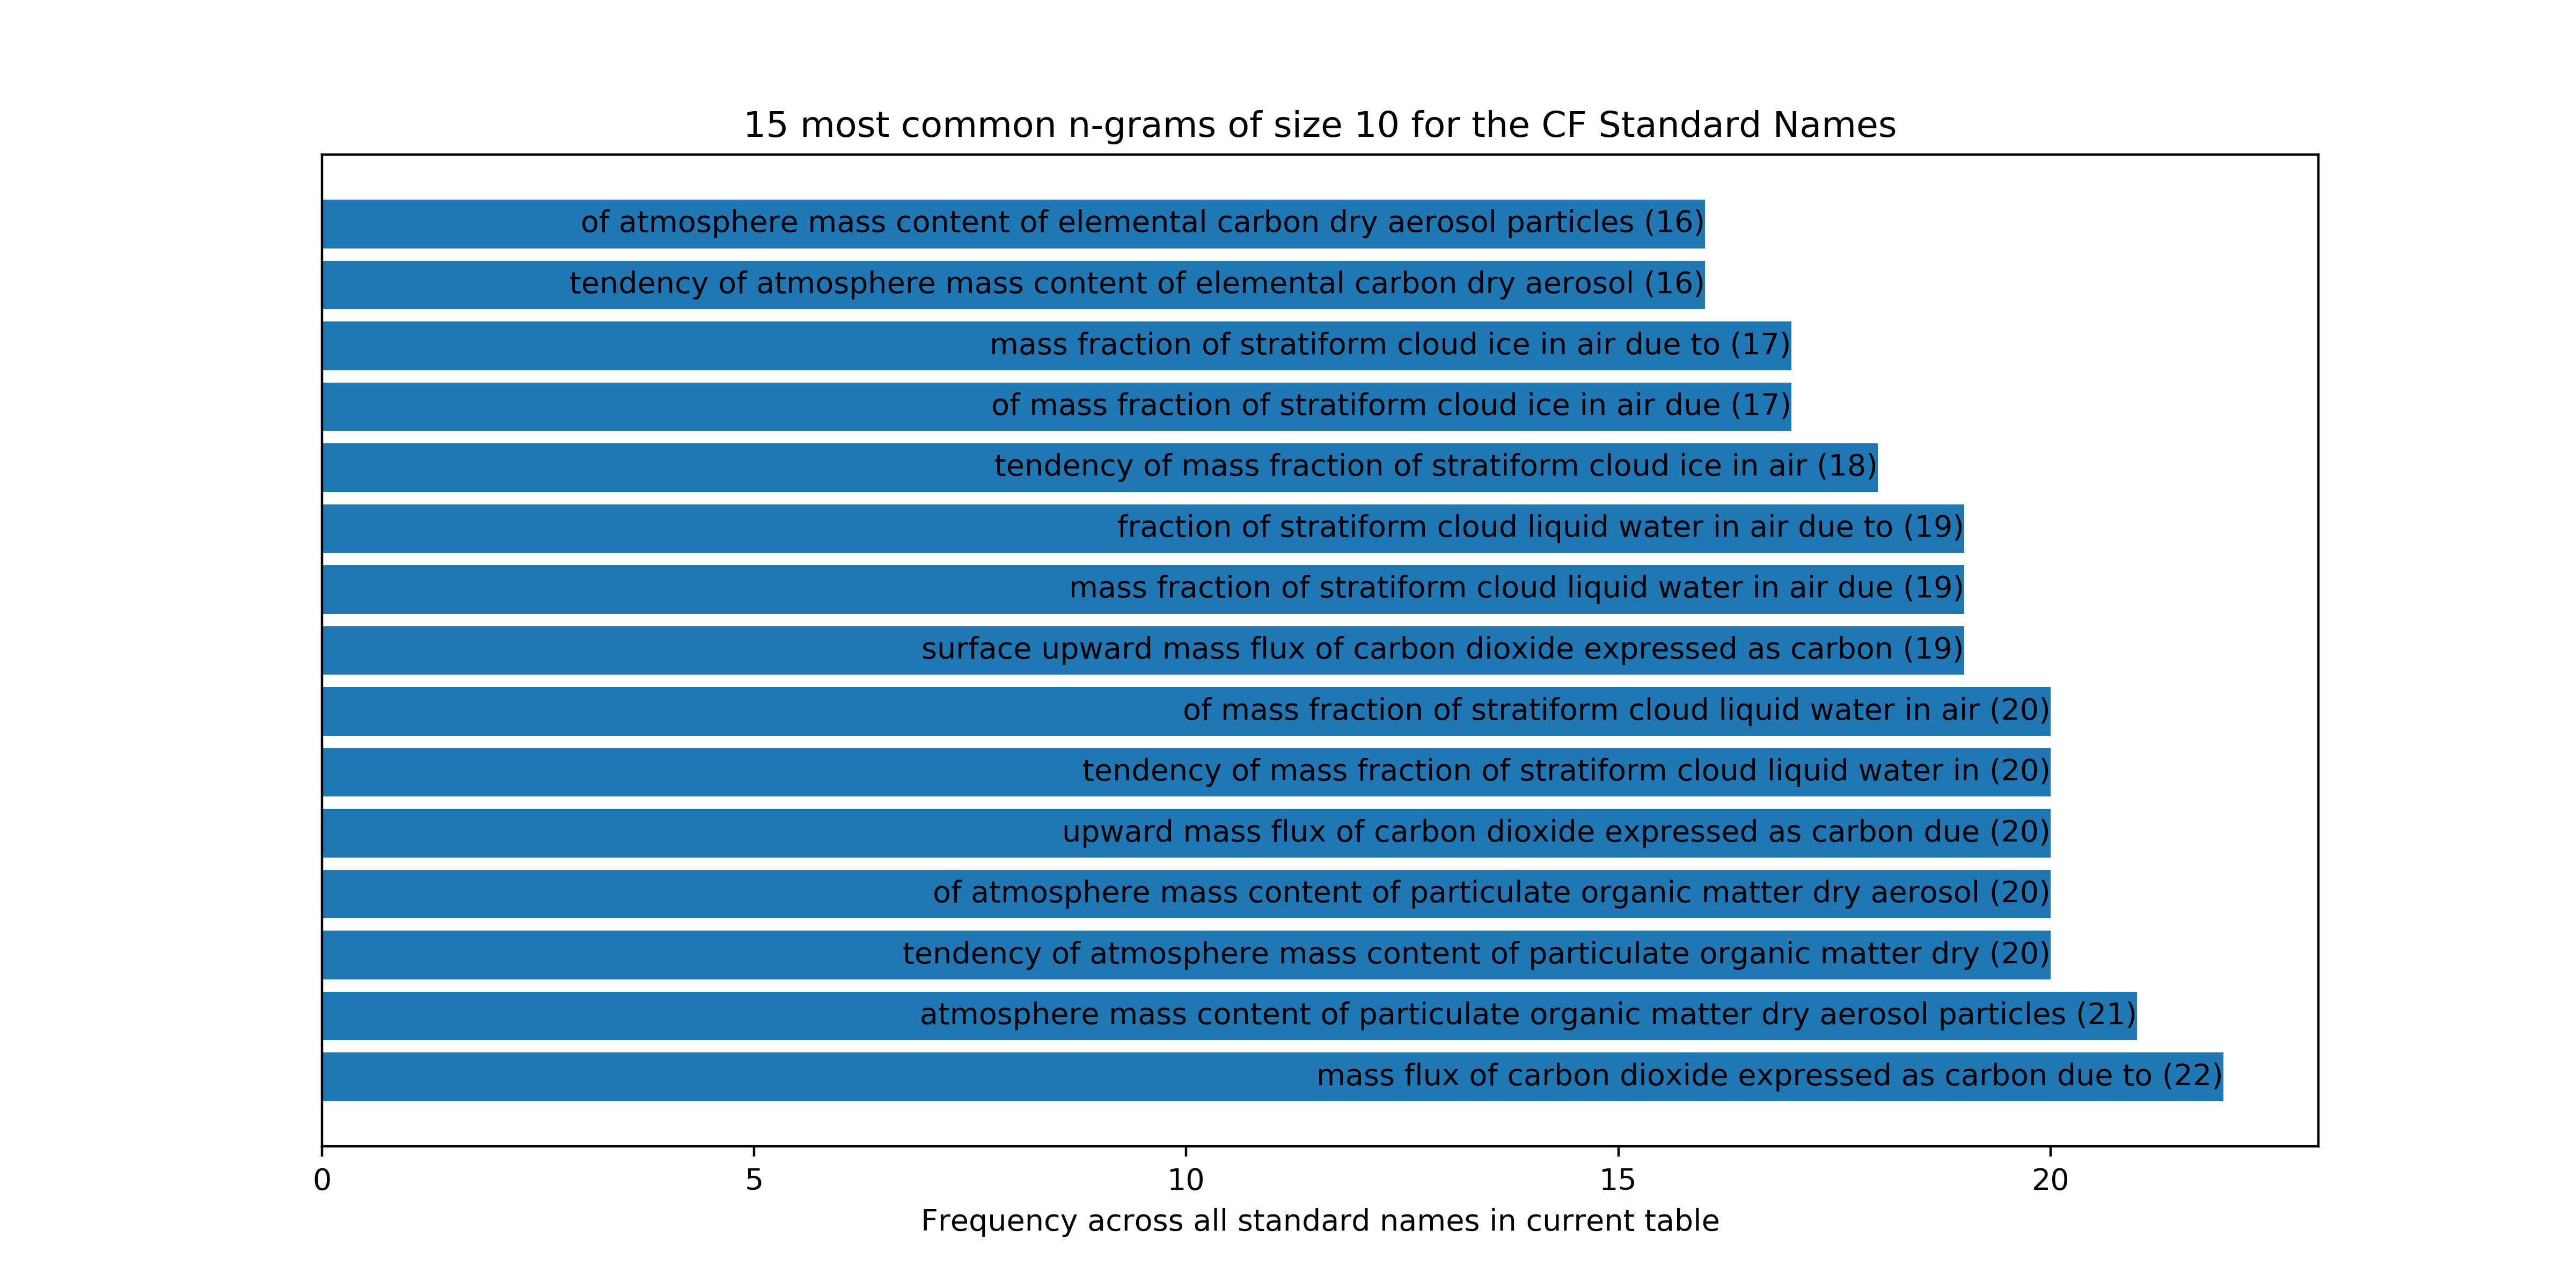 15 most common n-grams of size 10 for the CF Standard Names
of atmosphere mass content of elemental carbon dry aerosol particles (16)
tendency of atmosphere mass content of elemental carbon dry aerosol (16)
mass fraction of stratiform cloud ice in air due to (17)
of mass fraction of stratiform cloud ice in air due (17)
tendency of mass fraction of stratiform cloud ice in air (18)
fraction of stratiform cloud liquid water in air due to (19)
mass fraction of stratiform cloud liquid water in air due (19)
surface upward mass flux of carbon dioxide expressed as carbon (19)
of mass fraction of stratiform cloud liquid water in air (20)
tendency of mass fraction of stratiform cloud liquid water in (20)
upward mass flux of carbon dioxide expressed as carbon due (20)
of atmosphere mass content of particulate organic matter dry aerosol (20)
tendency of atmosphere mass content of particulate organic matter dry (20)
atmosphere mass content of particulate organic matter dry aerosol particles (21)
mass flux of carbon dioxide expressed as carbon due to (22)
0 5 10 15 20
Frequency across all standard names in current table